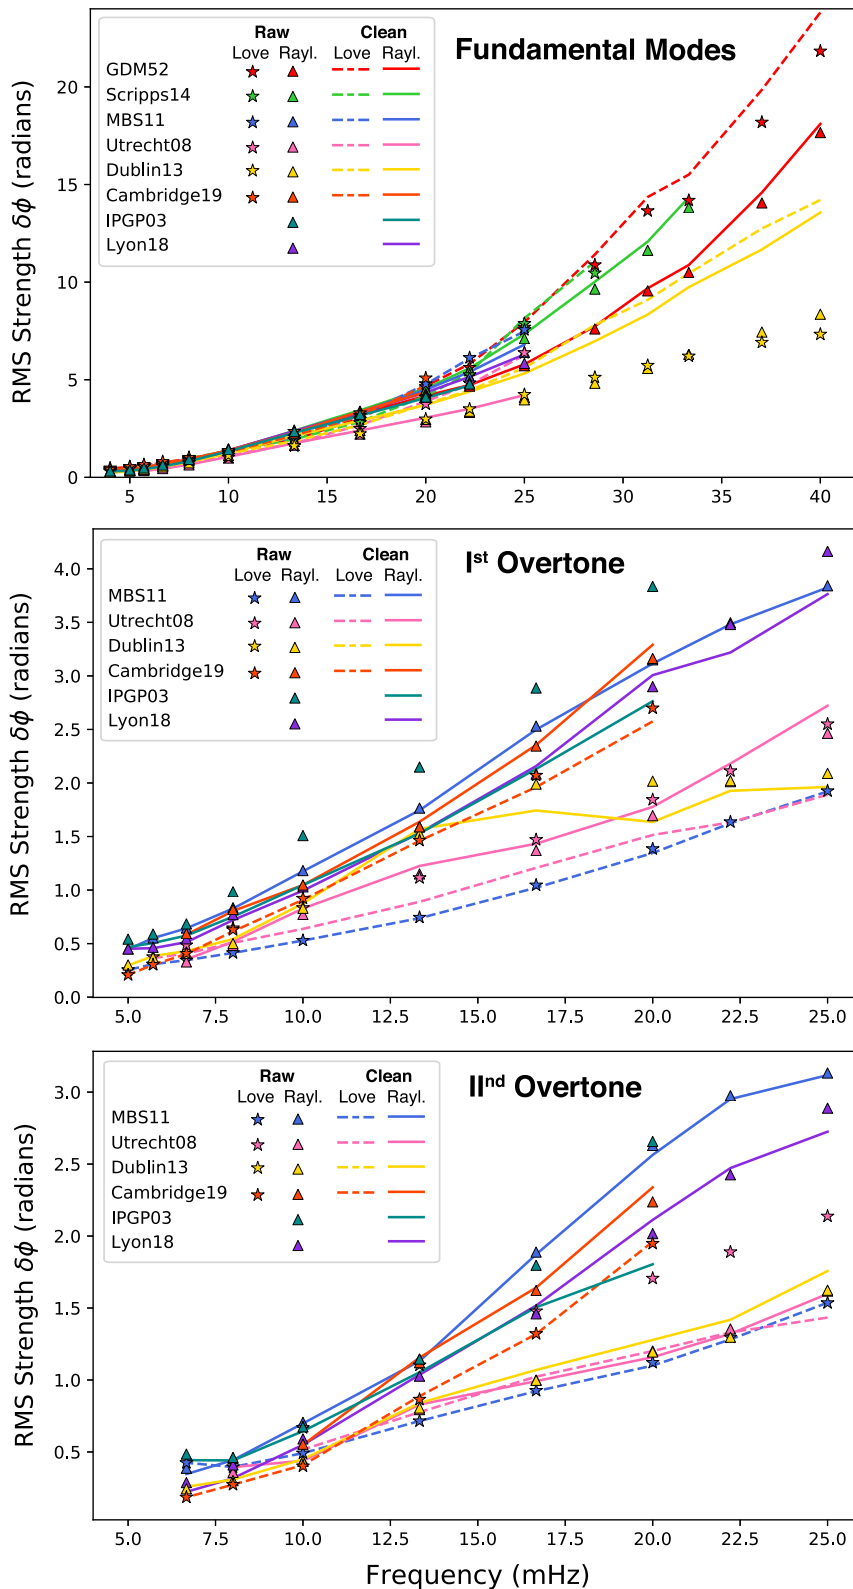 Fundamental Modes
Raw Clean
Love Rayl. Love Rayl.
GDM52
Scripps14
MBS11
Utrecht08
Dublin13
Cambridge19
IPGP03
Lyon18
RMS Strength δϕ (radians)
20
15
10
5
0
5 10 15 20 25 30 35 40
Ist Overtone
Raw Clean
Love Rayl. Love Rayl.
MBS11
Utrecht08
Dublin13
Cambridge19
IPGP03
Lyon18
RMS Strength δϕ (radians)
4.0
3.5
3.0
2.5
2.0
1.5
1.0
0.5
0.0
5.0 7.5 10.0 12.5 15.0 17.5 20.0 22.5 25.0
IInd Overtone
Raw Clean
Love Rayl. Love Rayl.
MBS11
Utrecht08
Dublin13
Cambridge19
IPGP03
Lyon18
RMS Strength δϕ (radians)
3.0
2.5
2.0
1.5
1.0
0.5
5.0 7.5 10.0 12.5 15.0 17.5 20.0 22.5 25.0
Frequency (mHz)